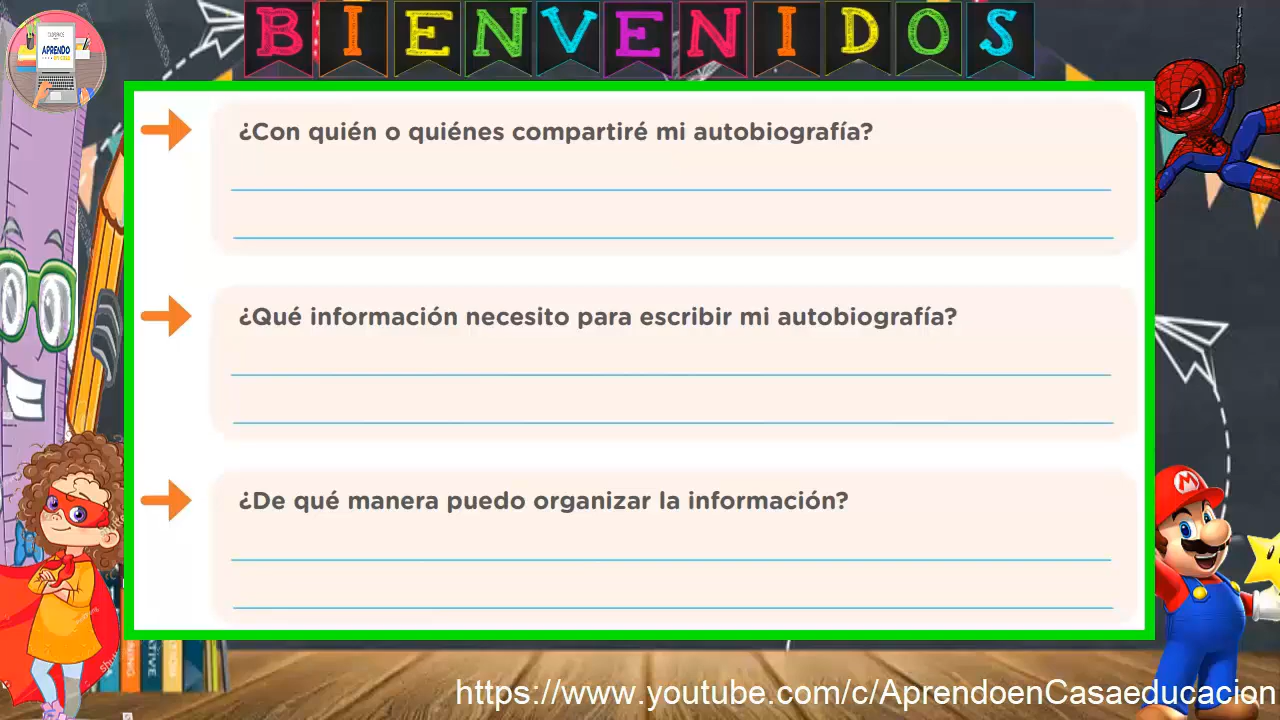 BIENVENIDOS
APRENDO
¿Con quién o quiénes compartiré mi autobiografía?
¿Qué información necesito para escribir mi autobiografía?
¿De qué manera puedo organizar la información?
https://www.youtube.com/c/AprendoenCasaeducacion